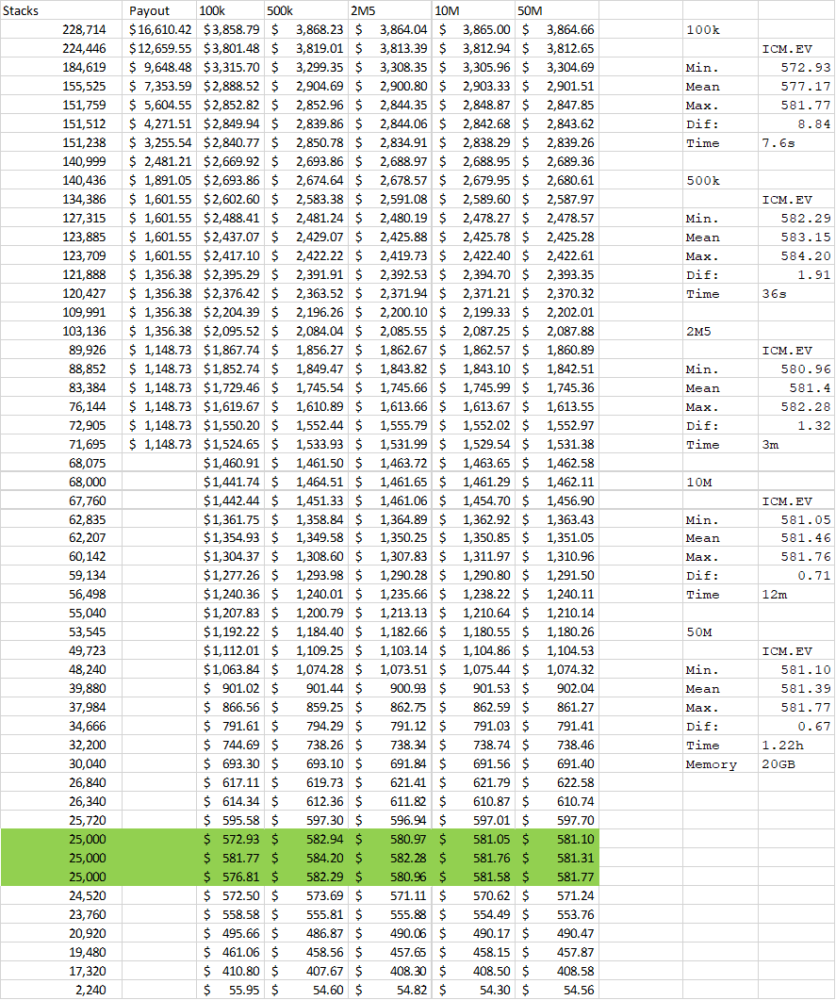 Stacks Payout 100k 500k 2M5 10M 50M
228,714 $16,610.42 $3,858.79 $ 3,868.23 $ 3,864.04 $ 3,865.00 $ 3,864.66 100k
224,446 $12,659.55 $3,801.48 $ 3,819.01 $ 3,813.39 $ 3,812.94 $ 3,812.65 ICM.EV
184,619 $ 9,648.48 $3,315.70 $ 3,299.35 $ 3,308.35 $ 3,305.96 $ 3,304.69 Min. 572.93
155,525 $ 7,353.59 $2,888.52 $ 2,904.69 $ 2,900.80 $ 2,903.33 $ 2,901.51 Mean 577.17
151,759 $ 5,604.55 $2,852.82 $ 2,852.96 $ 2,844.35 $ 2,848.87 $ 2,847.85 Max. 581.77
151,512 $ 4,271.51 $2,849.94 $ 2,839.86 $ 2,844.06 $ 2,842.68 $ 2,843.62 Dif: 8.84
151,238 $ 3,255.54 $2,840.77 $ 2,850.78 $ 2,834.91 $ 2,838.29 $ 2,839.26 Time 7.6s
140,999 $ 2,481.21 $2,669.92 $ 2,693.86 $ 2,688.97 $ 2,688.95 $ 2,689.36
140,436 $ 1,891.05 $2,693.86 $ 2,674.64 $ 2,678.57 $ 2,679.95 $ 2,680.61 500k
134,386 $ 1,601.55 $2,602.60 $ 2,583.38 $ 2,591.08 $ 2,589.60 $ 2,587.97 ICM.EV
127,315 $ 1,601.55 $2,488.41 $ 2,481.24 $ 2,480.19 $ 2,478.27 $ 2,478.57 Min. 582.29
123,885 $ 1,601.55 $2,437.07 $ 2,429.07 $ 2,425.88 $ 2,425.78 $ 2,425.28 Mean 583.15
123,709 $ 1,601.55 $2,417.10 $ 2,422.22 $ 2,419.73 $ 2,422.40 $ 2,422.61 Max. 584.20
121,888 $ 1,356.38 $2,395.29 $ 2,391.91 $ 2,392.53 $ 2,394.70 $ 2,393.35 Dif: 1.91
120,427 $ 1,356.38 $2,376.42 $ 2,363.52 $ 2,371.94 $ 2,371.21 $ 2,370.32 Time 36s
109,991 $ 1,356.38 $2,204.39 $ 2,196.26 $ 2,200.10 $ 2,199.33 $ 2,202.01
103,136 $ 1,356.38 $2,095.52 $ 2,084.04 $ 2,085.55 $ 2,087.25 $ 2,087.88 2M5
89,926 $ 1,148.73 $1,867.74 $ 1,856.27 $ 1,862.67 $ 1,862.57 $ 1,860.89 ICM.EV
88,852 $ 1,148.73 $1,852.74 $ 1,849.47 $ 1,843.82 $ 1,843.10 $ 1,842.51 Min. 580.96
83,384 $ 1,148.73 $1,729.46 $ 1,745.54 $ 1,745.66 $ 1,745.99 $ 1,745.36 Mean 581.4
76,144 $ 1,148.73 $1,619.67 $ 1,610.89 $ 1,613.66 $ 1,613.67 $ 1,613.55 Max. 582.28
72,905 $ 1,148.73 $1,550.20 $ 1,552.44 $ 1,555.79 $ 1,552.02 $ 1,552.97 Dif: 1.32
71,695 $ 1,148.73 $1,524.65 $ 1,533.93 $ 1,531.99 $ 1,529.54 $ 1,531.38 Time 3m
68,075 $1,460.91 $ 1,461.50 $ 1,463.72 $ 1,463.65 $ 1,462.58
68,000 $1,441.74 $ 1,464.51 $ 1,461.65 $ 1,461.29 $ 1,462.11 10M
67,760 $1,442.44 $ 1,451.33 $ 1,461.06 $ 1,454.70 $ 1,456.90 ICM.EV
62,835 $1,361.75 $ 1,358.84 $ 1,364.89 $ 1,362.92 $ 1,363.43 Min. 581.05
62,207 $1,354.93 $ 1,349.58 $ 1,350.25 $ 1,350.85 $ 1,351.05 Mean 581.46
60,142 $1,304.37 $ 1,308.60 $ 1,307.83 $ 1,311.97 $ 1,310.96 Max. 581.76
59,134 $1,277.26 $ 1,293.98 $ 1,290.28 $ 1,290.80 $ 1,291.50 Dif: 0.71
56,498 $1,240.36 $ 1,240.01 $ 1,235.66 $ 1,238.22 $ 1,240.11 Time 12m
55,040 $1,207.83 $ 1,200.79 $ 1,213.13 $ 1,210.64 $ 1,210.14
53,545 $1,192.22 $ 1,184.40 $ 1,182.66 $ 1,180.55 $ 1,180.26 50M
49,723 $1,112.01 $ 1,109.25 $ 1,103.14 $ 1,104.86 $ 1,104.53 ICM.EV
48,240 $1,063.84 $ 1,074.28 $ 1,073.51 $ 1,075.44 $ 1,074.32 Min. 581.10
39,880 $ 901.02 $ 901.44 $ 900.93 $ 901.53 $ 902.04 Mean 581.39
37,984 $ 866.56 $ 859.25 $ 862.75 $ 862.59 $ 861.27 Max. 581.77
34,666 $ 791.61 $ 794.29 $ 791.12 $ 791.03 $ 791.41 Dif: 0.67
32,200 $ 744.69 $ 738.26 $ 738.34 $ 738.74 $ 738.46 Time 1.22h
30,040 $ 693.30 $ 693.10 $ 691.84 $ 691.56 $ 691.40 Memory 20GB
26,840 $ 617.11 $ 619.73 $ 621.41 $ 621.79 $ 622.58
26,340 $ 614.34 $ 612.36 $ 611.82 $ 610.87 $ 610.74
25,720 $ 595.58 $ 597.30 $ 596.94 $ 597.01 $ 597.70
25,000 $ 572.93 $ 582.94 $ 580.97 $ 581.05 $ 581.10
25,000 $ 581.77 $ 584.20 $ 582.28 $ 581.76 $ 581.31
25,000 $ 576.81 $ 582.29 $ 580.96 $ 581.58 $ 581.77
24,520 $ 572.50 $ 573.69 $ 571.11 $ 570.62 $ 571.24
23,760 $ 558.58 $ 555.81 $ 555.88 $ 554.49 $ 553.76
20,920 $ 495.66 $ 486.87 $ 490.06 $ 490.17 $ 490.47
19,480 $ 461.06 $ 458.56 $ 457.65 $ 458.15 $ 457.87
17,320 $ 410.80 $ 407.67 $ 408.30 $ 408.50 $ 408.58
2,240 $ 55.95 $ 54.60 $ 54.82 $ 54.30 $ 54.56